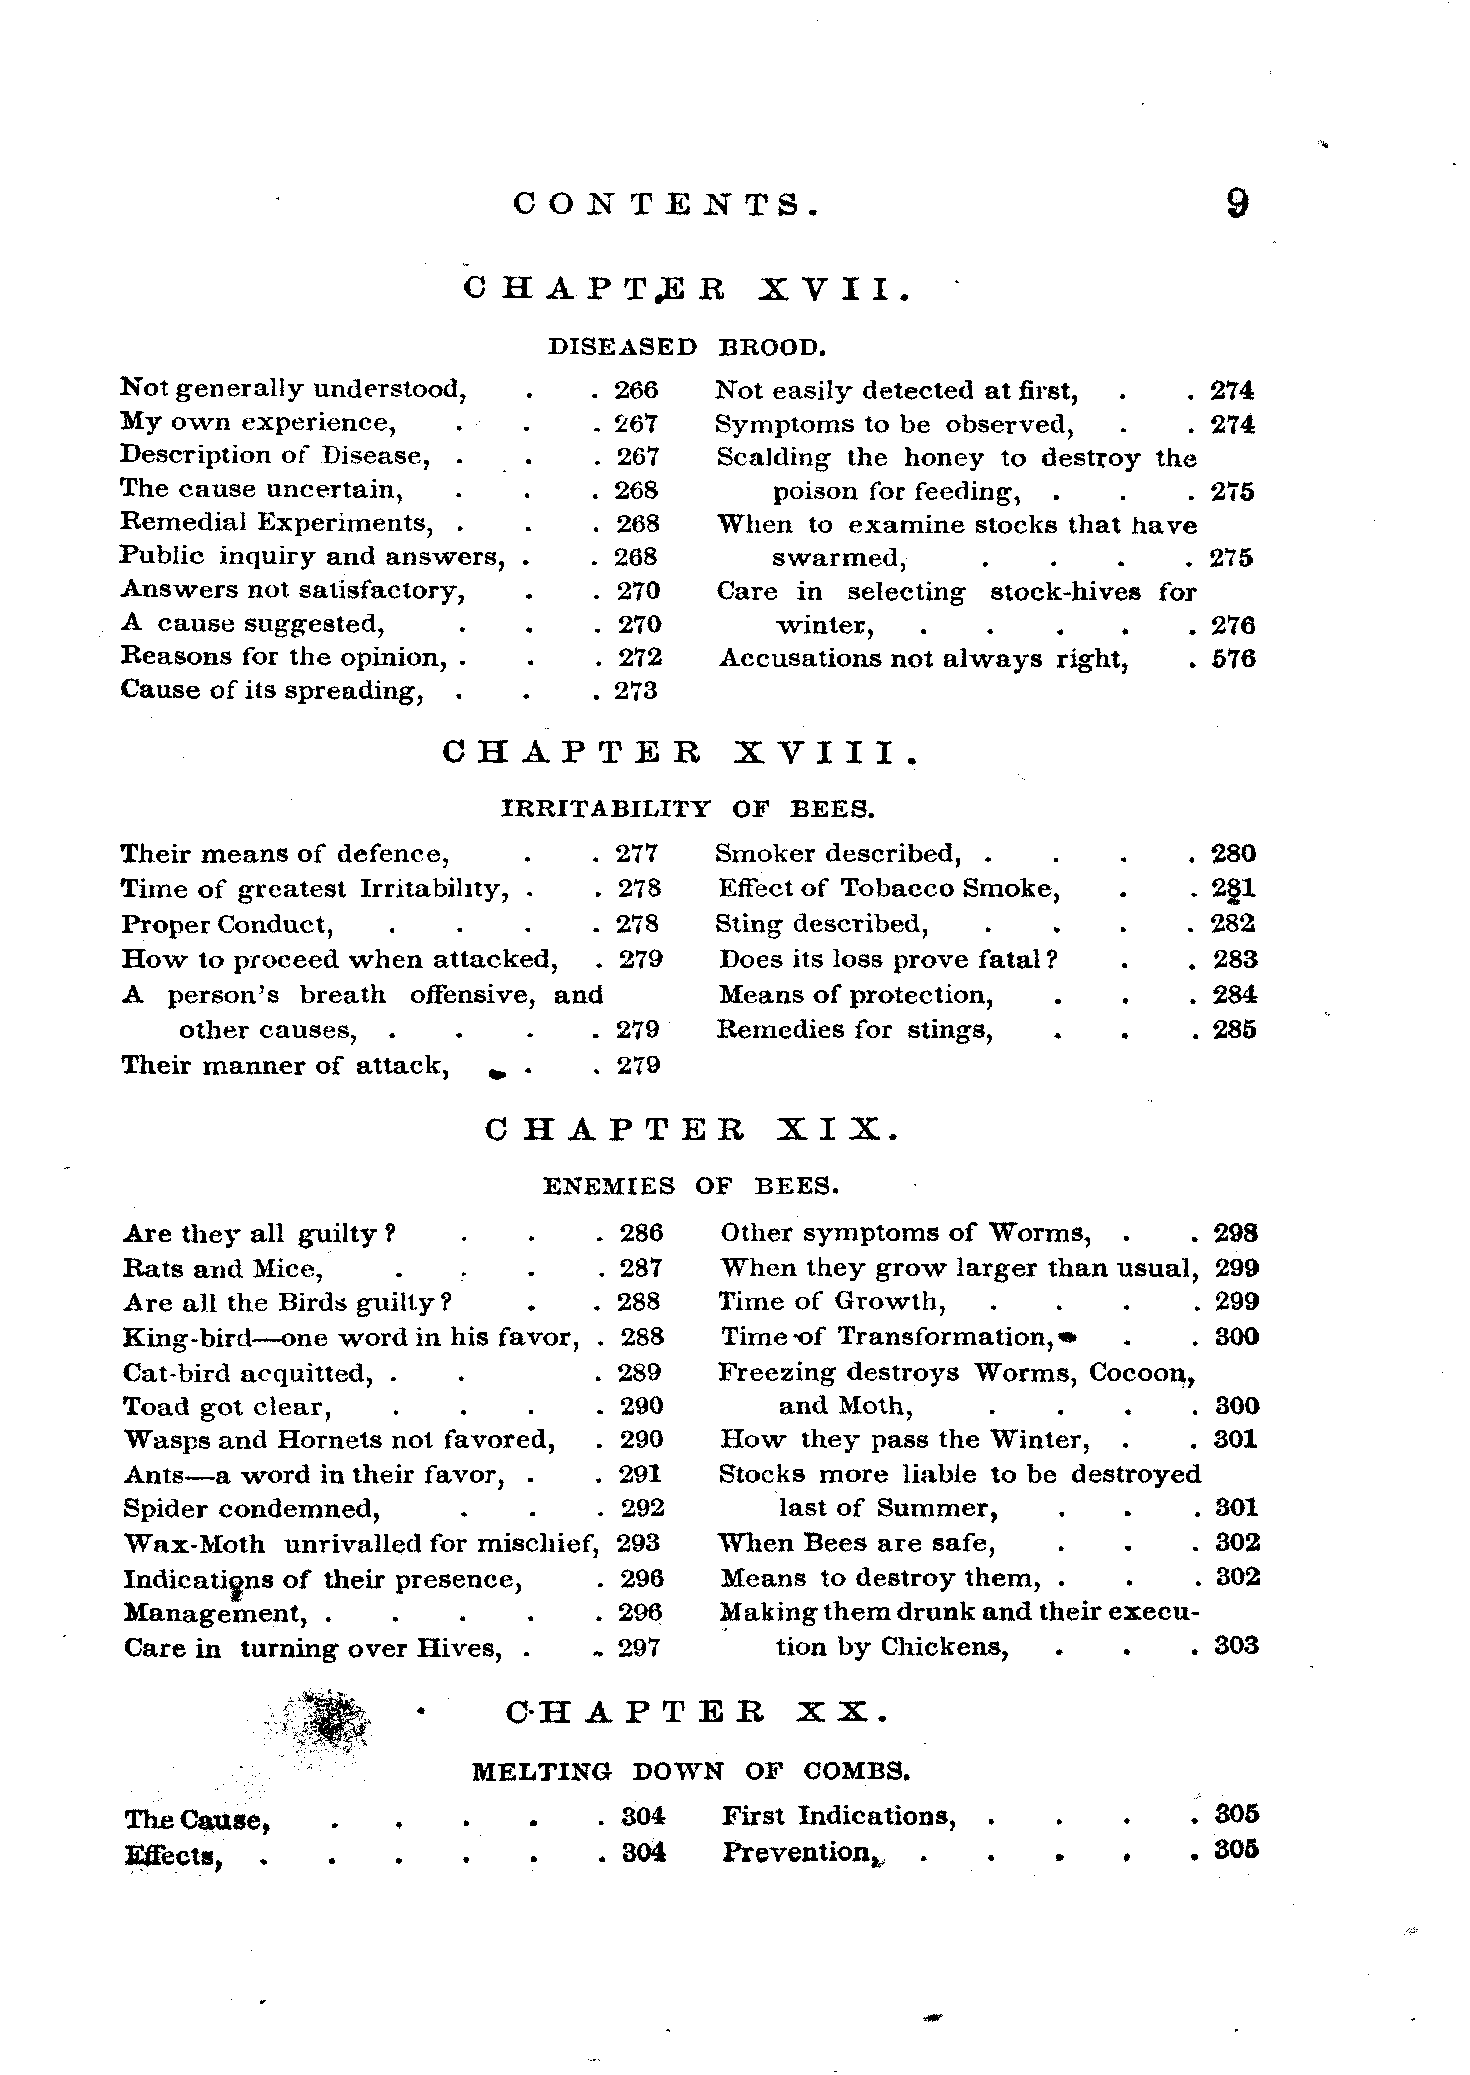 CONTENTS. 9
CHAPTER XVII.
DISEASED BROOD.
Not generally understood, . . 266
My own experience, . . . 267
Description of Disease, . . . 267
The cause uncertain, . . . 268
Remedial Experiments, . . . 268
Public inquiry and answers, . . 268
Answers not satisfactory, . . 270
A cause suggested, . . . 270
Reasons for the opinion, . . . 272
Cause of its spreading, . . . 273
Not easily detected at first, . . 274
Symptoms to be observed, . . 274
Scalding the honey to destroy the
poison for feeding, . . . 275
When to examine stocks that have
swarmed, . . . . 275
Care in selecting stock-hives for
winter, . . . . . 276
Accusations not always right, . 576
CHAPTER XVIII.
IRRITABILITY OF BEES.
Their means of defence, . . 277
Time of greatest Irritability, . . 278
Proper Conduct, . . . . 278
How to proceed when attacked, . 279
A person's breath offensive, and
other causes, . . . . 279
Their manner of attack, . . 279
Smoker described, . . . . 280
Effect of Tobacco Smoke, . . 281
Sting described, . . . . 282
Does its loss prove fatal? . . 283
Means of protection, . . . 284
Remedies for stings, . . . 285
CHAPTER XIX.
ENEMIES OF BEES.
Are they all guilty? . . . 286
Rats and Mice, . . . . 287
Are all the Birds guilty? . . 288
King-bird—one word in his favor, . 288
Cat-bird acquitted, . . . 289
Toad got clear, . . . . 290
Wasps and Hornets not favored, . 290
Ants—a word in their favor, . . 291
Spider condemned, . . . 292
Wax-Moth unrivalled for mischief, 293
Indications of their presence, . 296
Management, . . . . . 296
Care in turning over Hives, . . 297
Other symptoms of Worms, . . 298
When they grow larger than usual, 299
Time of Growth, . . . . 299
Time of Transformation, . . 300
Freezing destroys Worms, Cocoon,
and Moth, . . . . 300
How they pass the Winter, . . 301
Stocks more liable to be destroyed
last of Summer, . . . 301
When Bees are safe, . . . 302
Means to destroy them, . . . 302
Making them drunk and their execu-
tion by Chickens, . . . 303
CHAPTER XX.
MELTING DOWN OF COMBS.
The Cause, . . . . . 304
Effects, . . . . . . 304
First Indications, . . . . 305
Prevention, . . . . . 305